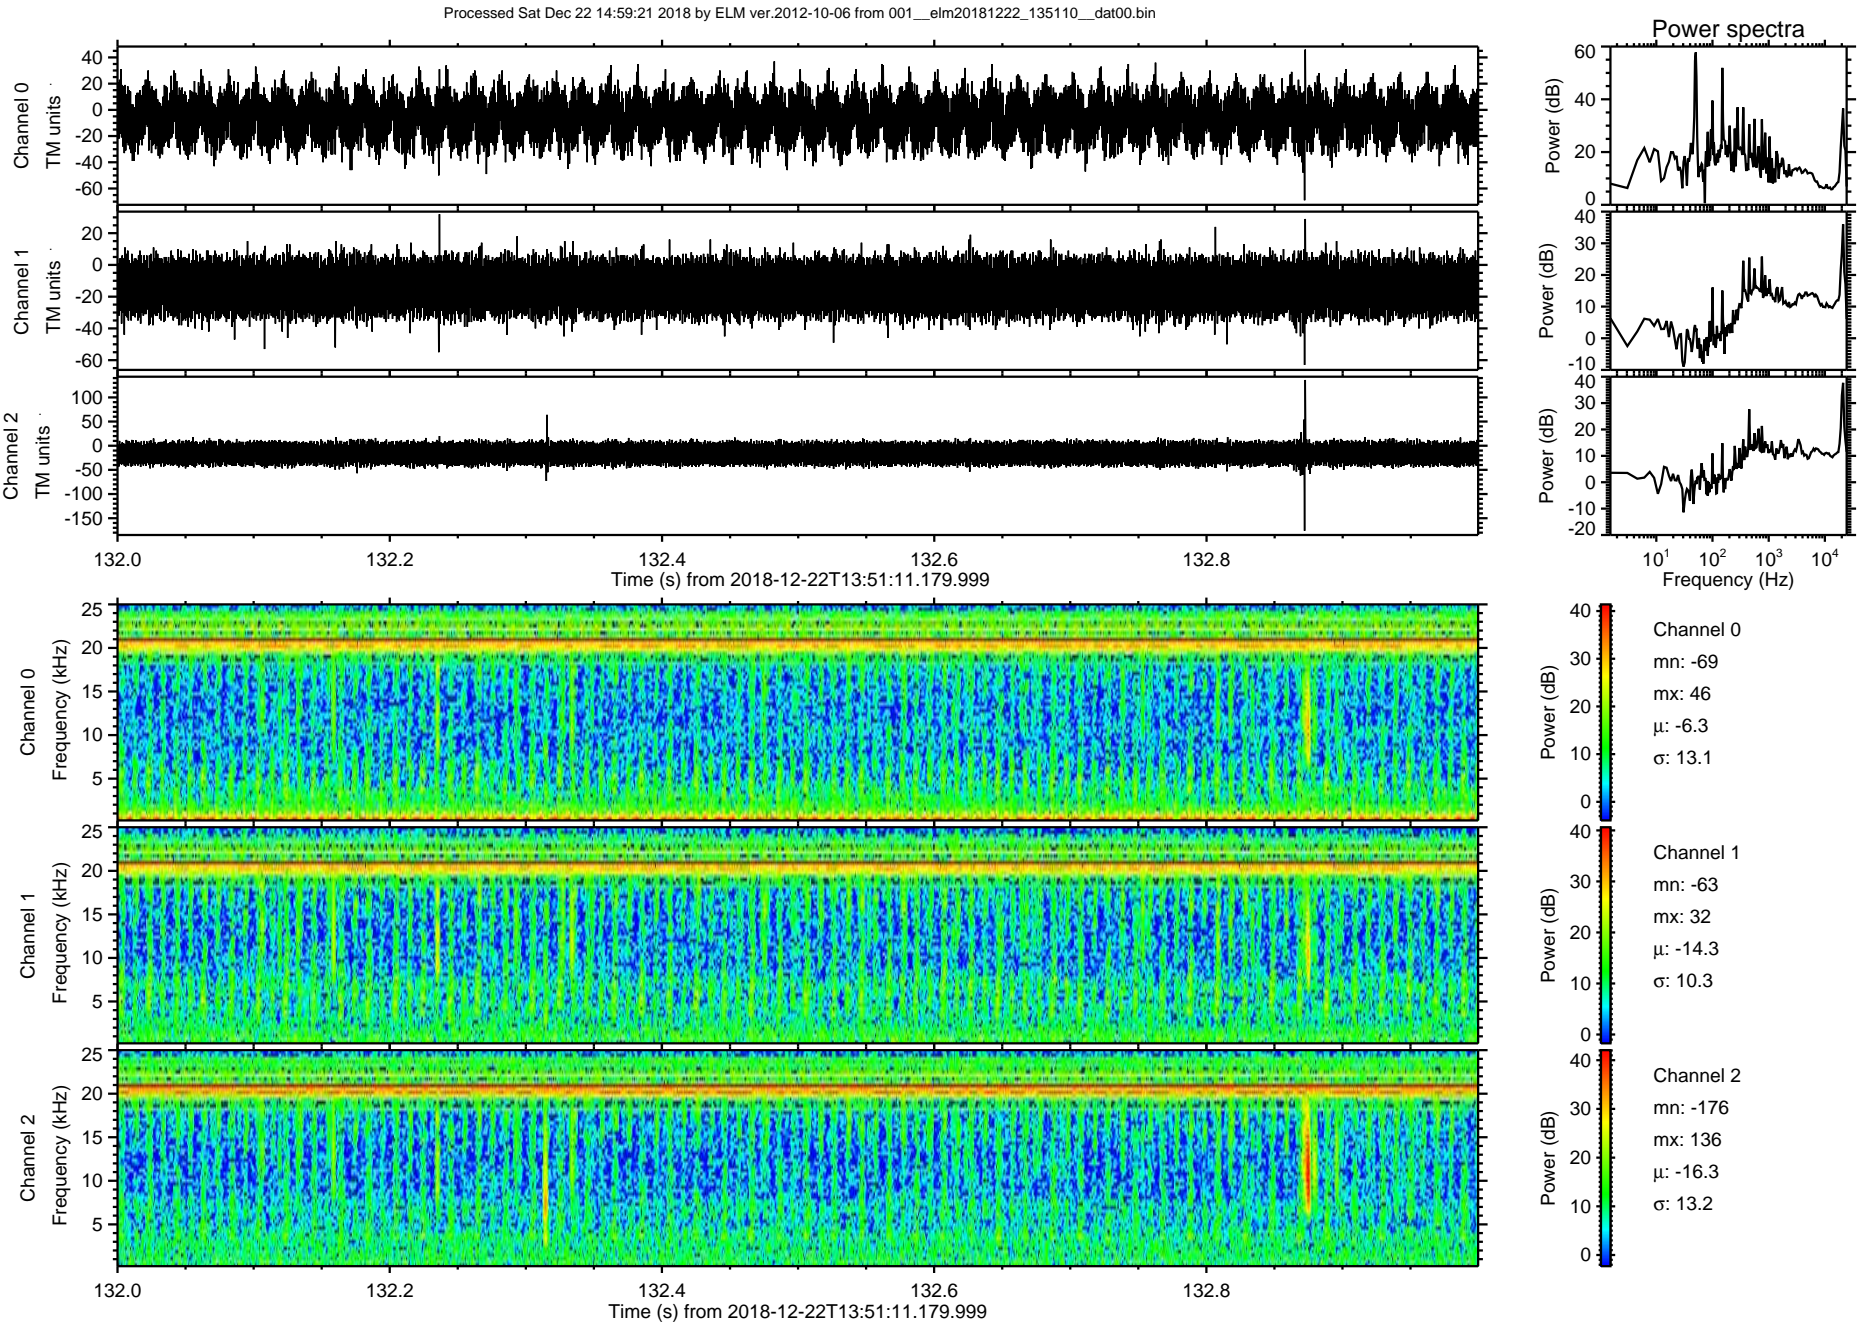 Processed Sat Dec 22 14:59:21 2018 by ELM ver.2012-10-06 from 001__elm20181222_135110__dat00.bin
Power spectra
Channel 0
TM units
40
20
0
-20
-40
-60
Power (dB)
60
40
20
0
Channel 1
TM units
20
0
-20
-40
-60
Power (dB)
40
30
20
10
0
-10
Channel 2
TM units
100
50
0
-50
-100
-150
Power (dB)
40
30
20
10
0
-10
-20
132.0 132.2 132.4 132.6 132.8
Time (s) from 2018-12-22T13:51:11.179.999
10¹ 10² 10³ 10⁴
Frequency (Hz)
Channel 0
Frequency (kHz)
25
20
15
10
5
Power (dB)
40
30
20
10
0
Channel 0
mn: -69
mx: 46
μ: -6.3
σ: 13.1
Channel 1
Frequency (kHz)
25
20
15
10
5
Power (dB)
40
30
20
10
0
Channel 1
mn: -63
mx: 32
μ: -14.3
σ: 10.3
Channel 2
Frequency (kHz)
25
20
15
10
5
Power (dB)
40
30
20
10
0
Channel 2
mn: -176
mx: 136
μ: -16.3
σ: 13.2
132.0 132.2 132.4 132.6 132.8
Time (s) from 2018-12-22T13:51:11.179.999